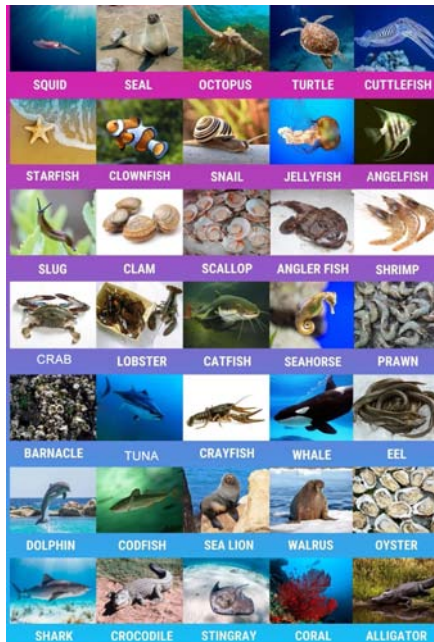 SQUID SEAL OCTOPUS TURTLE CUTTLEFISH
STARFISH CLOWNFISH SNAIL JELLYFISH ANGELFISH
SLUG CLAM SCALLOP ANGLER FISH SHRIMP
CRAB LOBSTER CATFISH SEAHORSE PRAWN
BARNACLE TUNA CRAYFISH WHALE EEL
DOLPHIN CODFISH SEA LION WALRUS OYSTER
SHARK CROCODILE STINGRAY CORAL ALLIGATOR